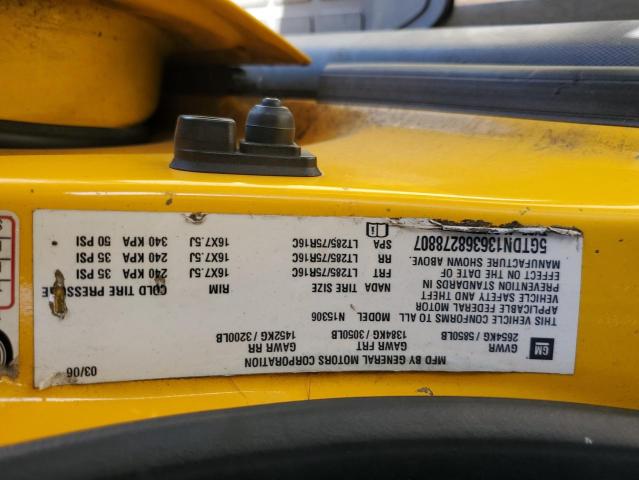 MFD BY GENERAL MOTORS CORPORATION
03/06
GM
GVWR
GAWR FRT
GAWR RR
2654KG / 5850LB
1384KG / 3050LB
1452KG / 3200LB
THIS VEHICLE CONFORMS TO ALL
APPLICABLE FEDERAL MOTOR
VEHICLE SAFETY AND THEFT
PREVENTION STANDARDS IN
EFFECT ON THE DATE OF
MANUFACTURE SHOWN ABOVE.
5GTDN136368278807
MODEL N15306
NADA TIRE SIZE RIM COLD TIRE PRESSURE
FRT LT285/75R16C 16X7.5J 240 KPA 35 PSI
RR LT285/75R16C 16X7.5J 240 KPA 35 PSI
SPA LT285/75R16C 16X7.5J 340 KPA 50 PSI